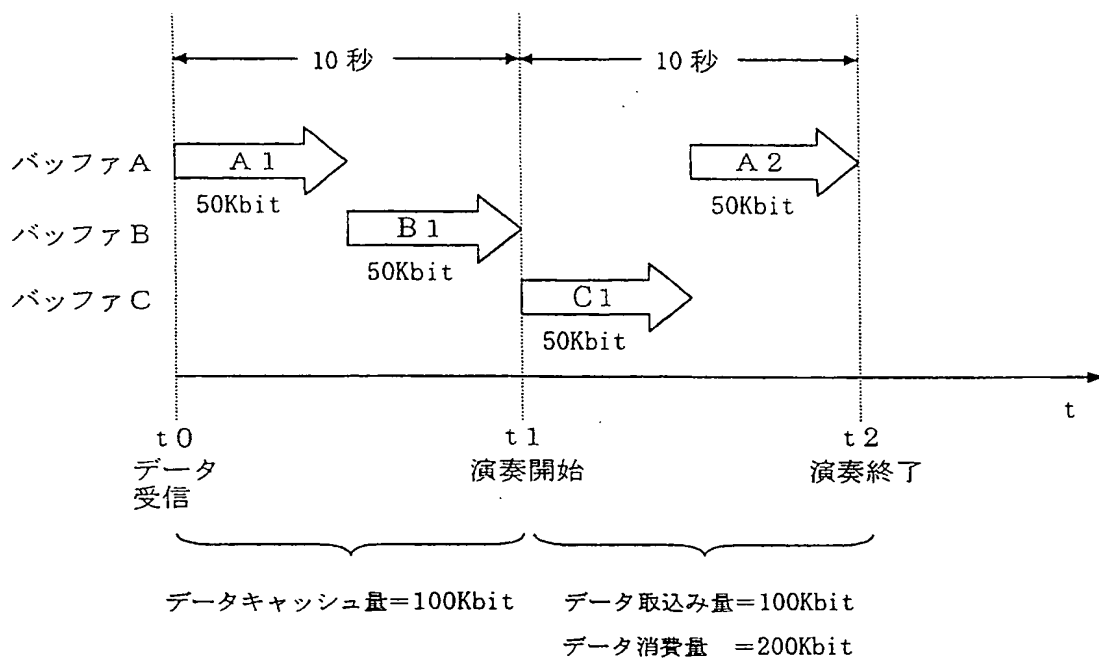 10秒
10秒
バッファA
A1
A2
50Kbit
50Kbit
バッファB
B1
50Kbit
バッファC
C1
50Kbit
t
t0
t1
t2
データ
受信
演奏開始
演奏終了
データキャッシュ量=100Kbit
データ取込み量=100Kbit
データ消費量 =200Kbit